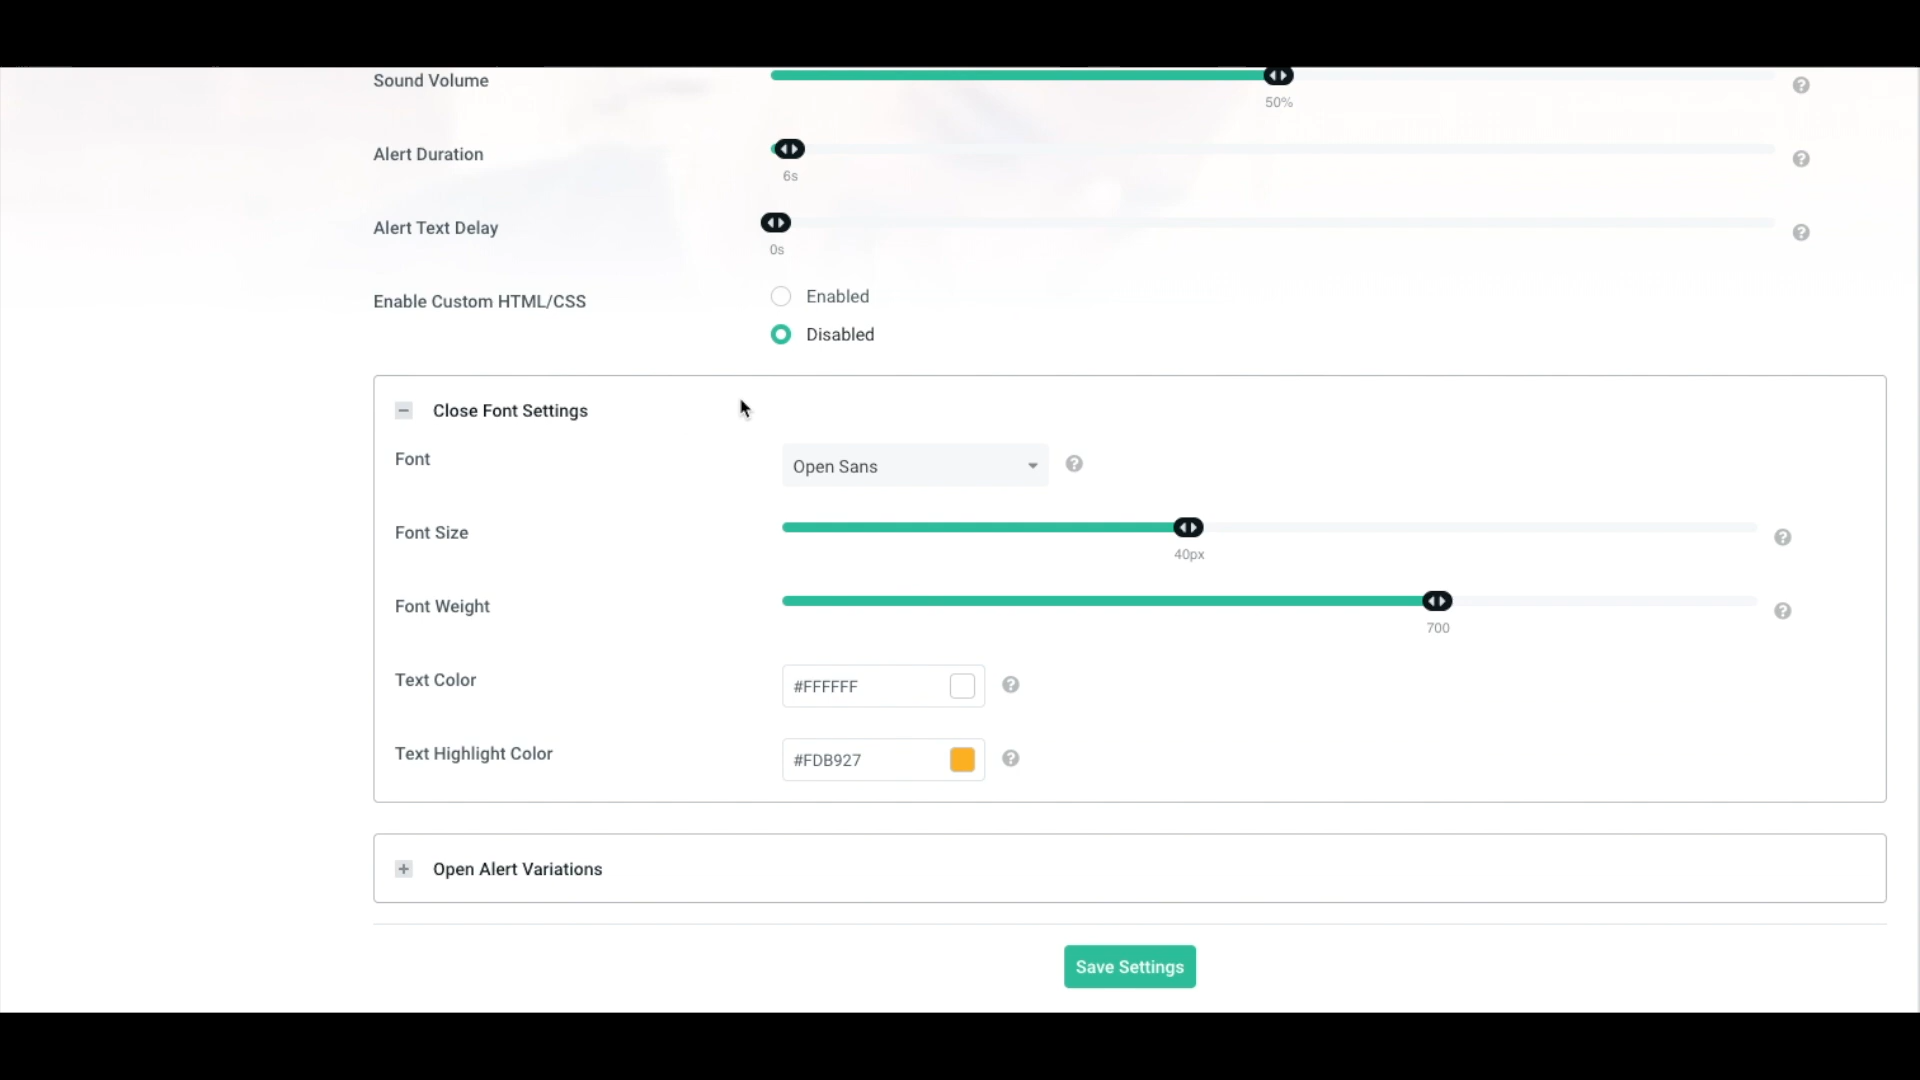 Sound Volume
50%
Alert Duration
6s
Alert Text Delay
0s
Enable Custom HTML/CSS
Enabled
Disabled
Close Font Settings
Font
Open Sans
Font Size
40px
Font Weight
700
Text Color
#FFFFFF
Text Highlight Color
#FDB927
Open Alert Variations
Save Settings